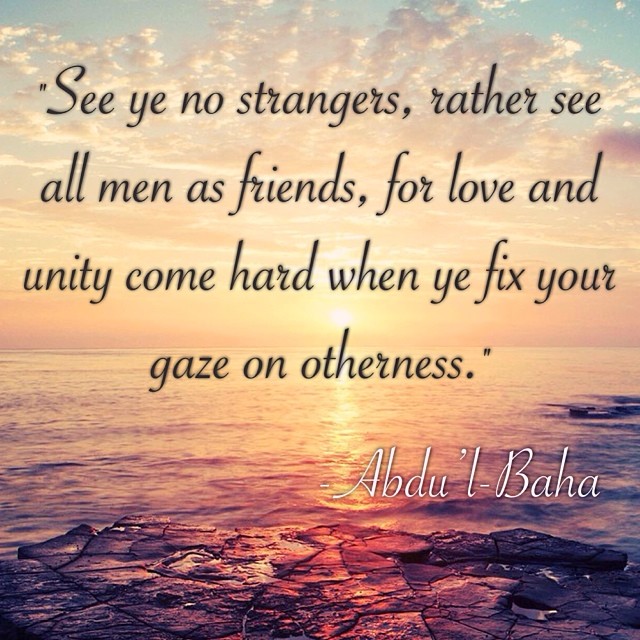 "See ye no strangers, rather see
all men as friends, for love and
unity come hard when ye fix your
gaze on otherness."
-Abdu'l-Baha